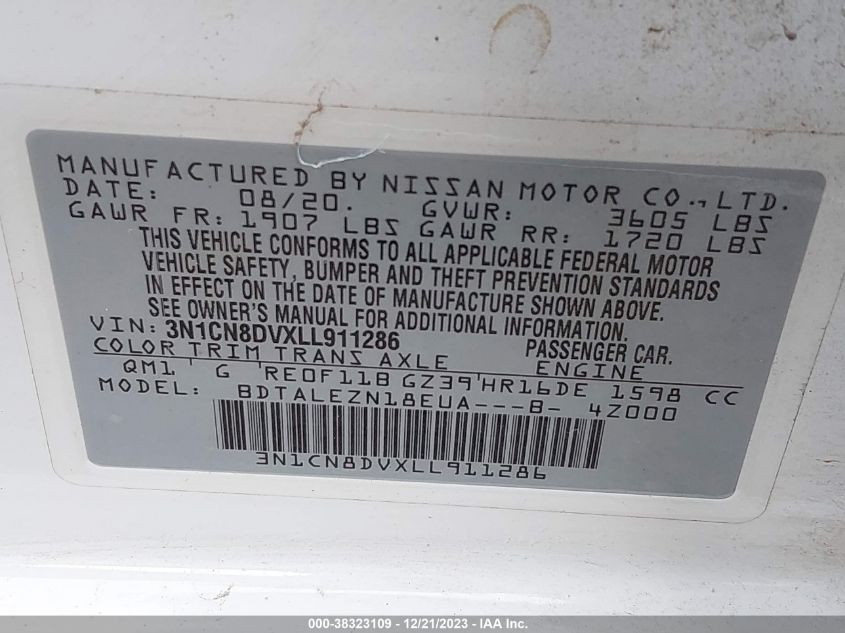 MANUFACTURED BY NISSAN MOTOR CO., LTD.
DATE: 08/20. GVWR: 3605 LBS
GAWR FR: 1907 LBS GAWR RR: 1720 LBS
THIS VEHICLE CONFORMS TO ALL APPLICABLE FEDERAL MOTOR
VEHICLE SAFETY, BUMPER AND THEFT PREVENTION STANDARDS
IN EFFECT ON THE DATE OF MANUFACTURE SHOWN ABOVE.
SEE OWNER'S MANUAL FOR ADDITIONAL INFORMATION.
VIN: 3N1CN8DVXLL911286 PASSENGER CAR.
COLOR TRIM TRANS AXLE ENGINE
QM1 G RE0F11B GZ39 HR16DE 1598 CC
MODEL: BDTALEZN18EUA---B- 4Z000
3N1CN8DVXLL911286
000-38323109 - 12/21/2023 - IAA Inc.